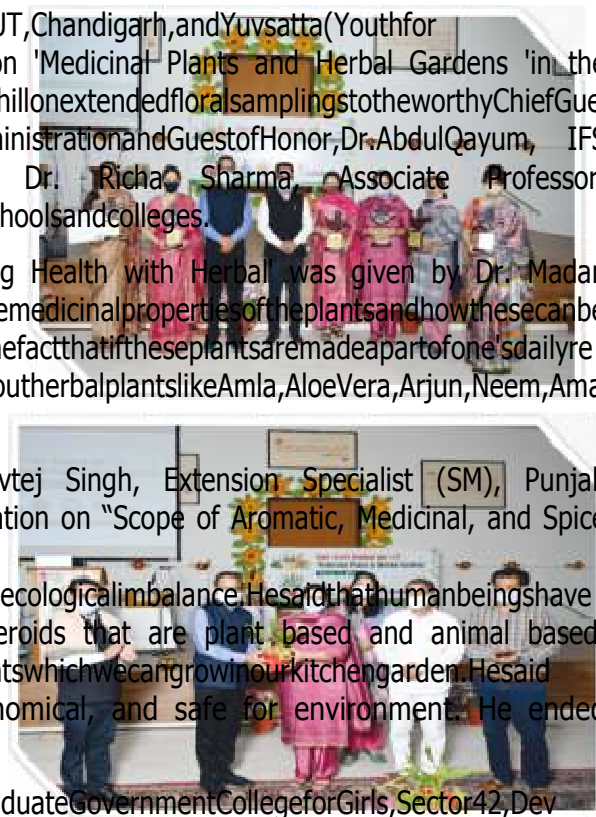 UT,Chandigarh,andYuvsatta(Youthfor
on 'Medicinal Plants and Herbal Gardens 'in the
hillonextendedfloralsamplingstotheworthyChiefGue
ministrationandGuestofHonor,Dr.AbdulQayum, IFS
Dr. Richa Sharma, Associate Professor
hoolsandcolleges.
g Health with Herbal' was given by Dr. Madan
emedicinalpropertiesoftheplantsandhowthesecanbe
hefactthatiftheseplantsaremadeapartofone'sdailyre
outherbalplantslikeAmla,AloeVera,Arjun,Neem,Ama
vtej Singh, Extension Specialist (SM), Punjab
ation on “Scope of Aromatic, Medicinal, and Spice
ecologicalimbalance.Hesaidthathumanbeingshave
eroids that are plant based and animal based
ntswhichwecangrowinourkitchengarden.Hesaid
nomical, and safe for environment. He ended
aduateGovernmentCollegeforGirls,Sector42,Dev